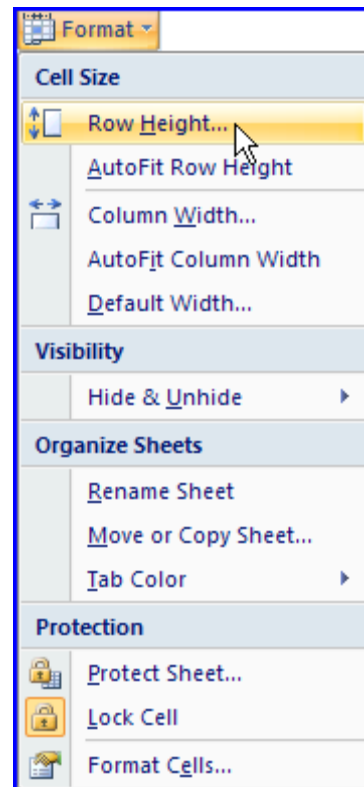 Format
Cell Size
Row Height...
AutoFit Row Height
Column Width...
AutoFit Column Width
Default Width...
Visibility
Hide & Unhide
Organize Sheets
Rename Sheet
Move or Copy Sheet...
Tab Color
Protection
Protect Sheet...
Lock Cell
Format Cells...